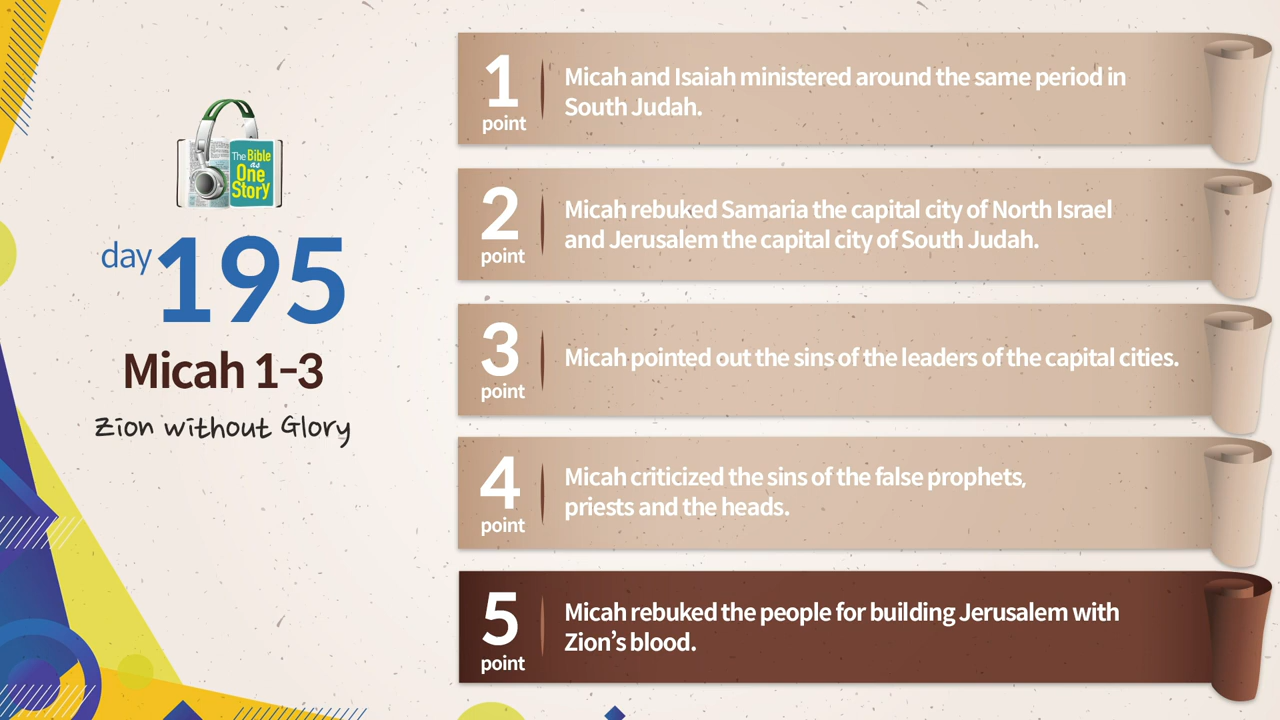 The Bible
as
One
Story
day 195
Micah 1-3
Zion without Glory
1
point
Micah and Isaiah ministered around the same period in
South Judah.
2
point
Micah rebuked Samaria the capital city of North Israel
and Jerusalem the capital city of South Judah.
3
point
Micah pointed out the sins of the leaders of the capital cities.
4
point
Micah criticized the sins of the false prophets,
priests and the heads.
5
point
Micah rebuked the people for building Jerusalem with
Zion’s blood.